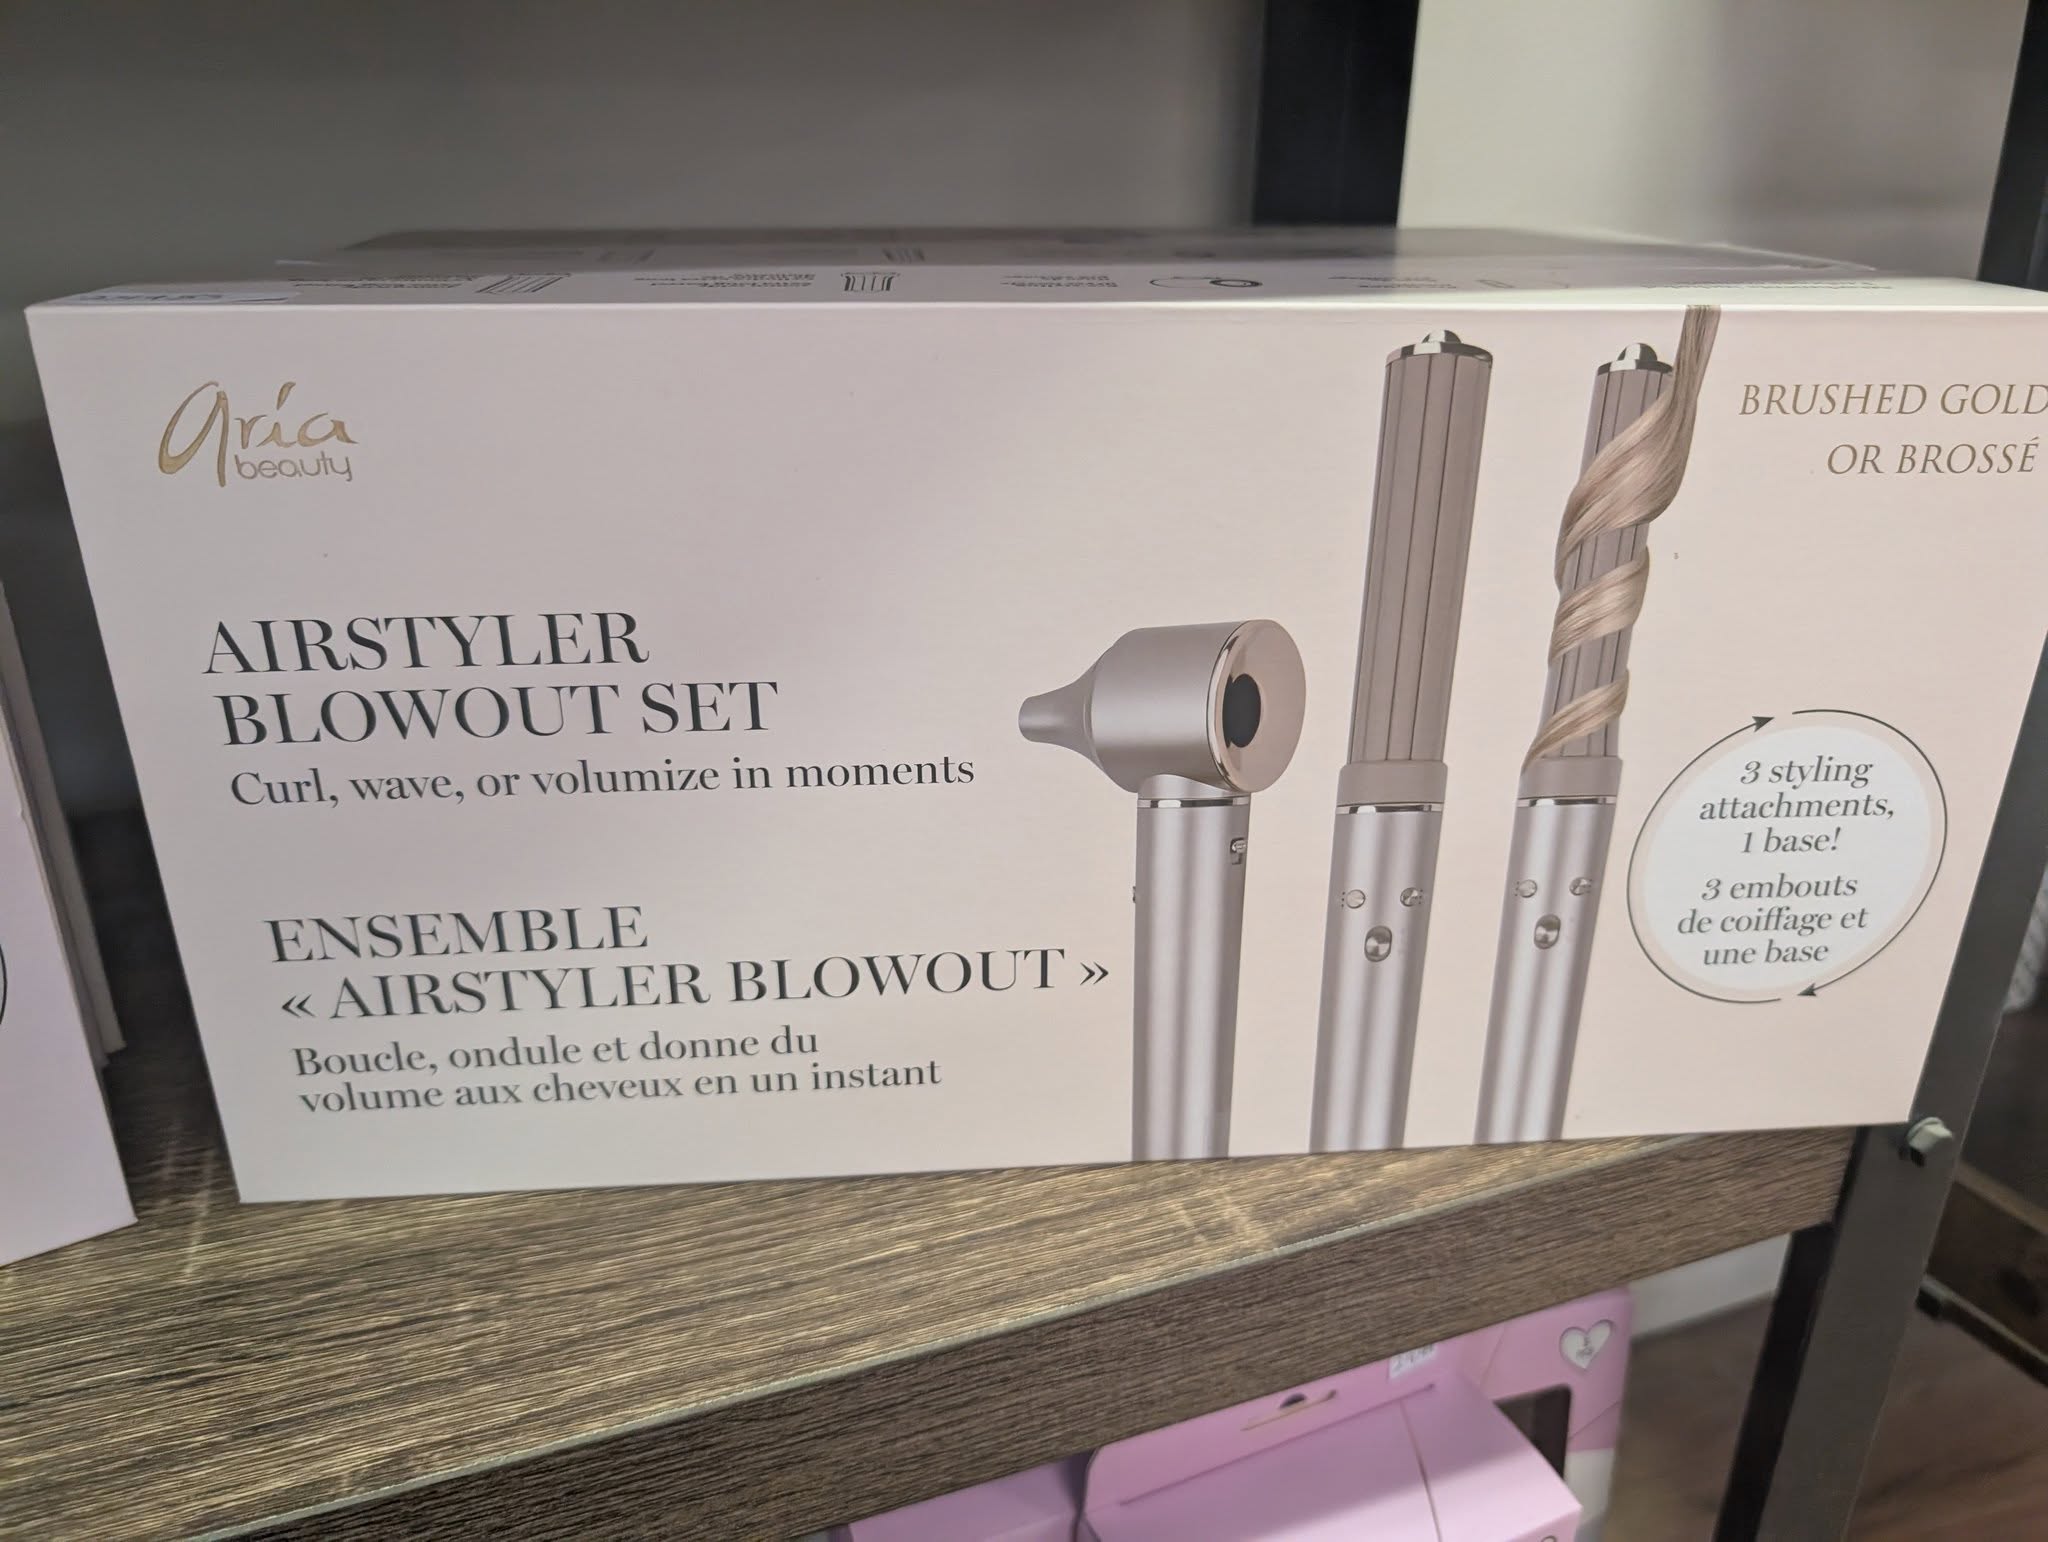 aria
beauty
BRUSHED GOLD
OR BROSSÉ
AIRSTYLER
BLOWOUT SET
Curl, wave, or volumize in moments
ENSEMBLE
« AIRSTYLER BLOWOUT »
Boucle, ondule et donne du
volume aux cheveux en un instant
3 styling
attachments,
1 base!
3 embouts
de coiffage et
une base